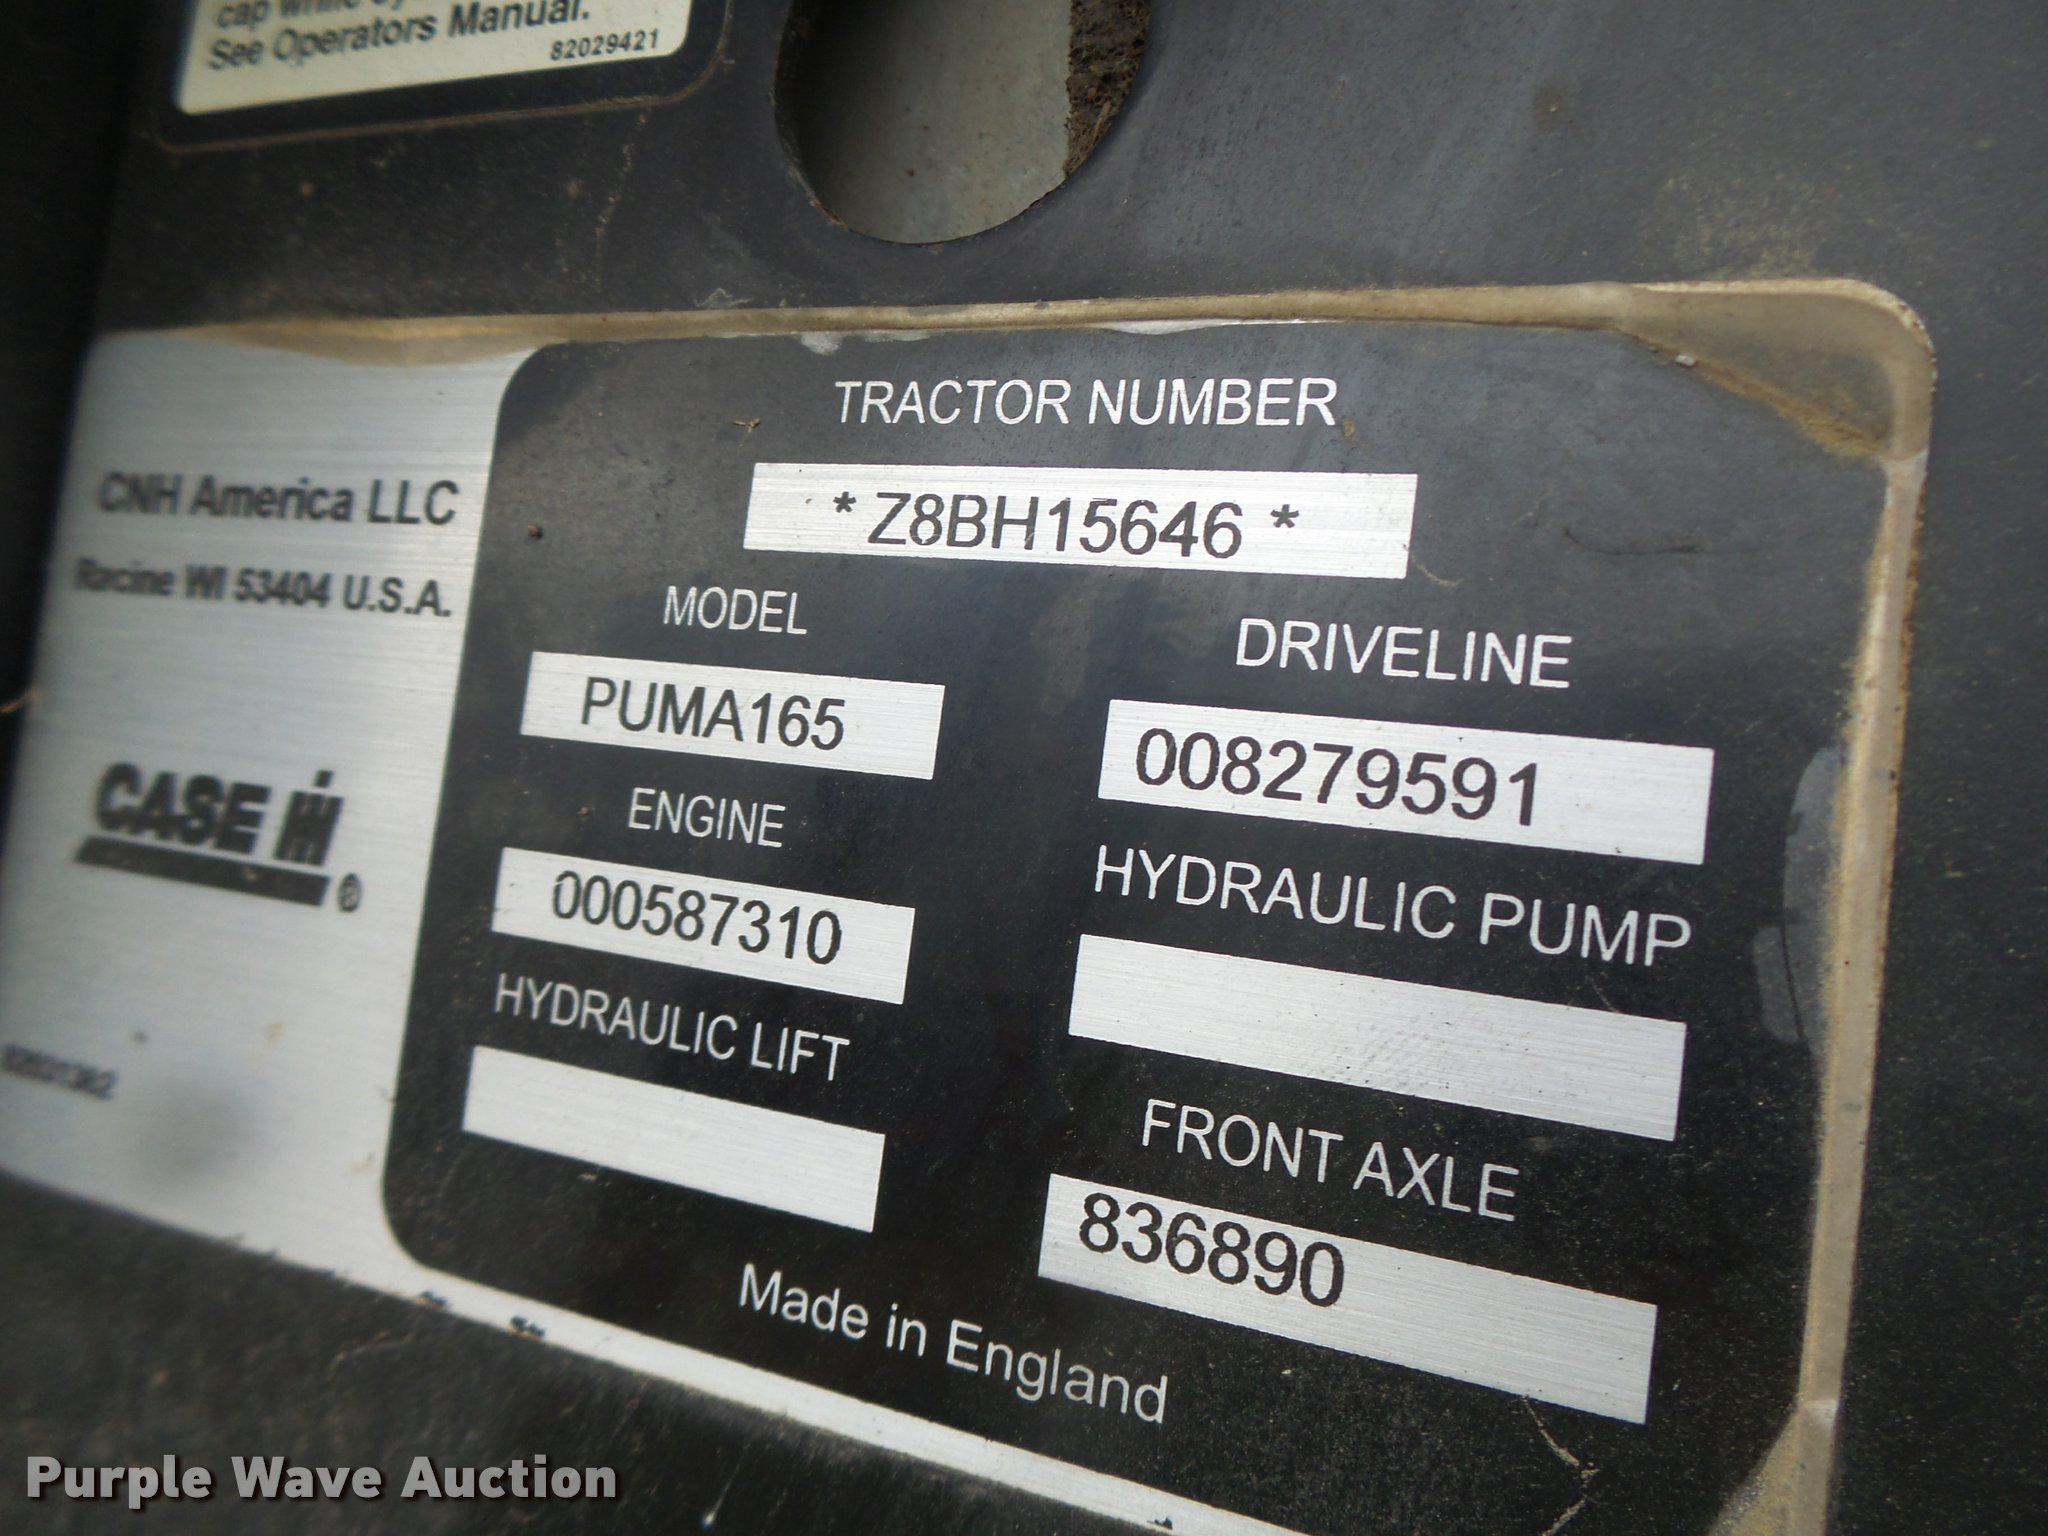 See Operators Manual.
82029421
CNH America LLC
Racine WI 53404 U.S.A.
CASE IH
®
TRACTOR NUMBER
*Z8BH15646*
MODEL
PUMA165
DRIVELINE
008279591
ENGINE
000587310
HYDRAULIC PUMP
HYDRAULIC LIFT
FRONT AXLE
836890
Made in England
Purple Wave Auction